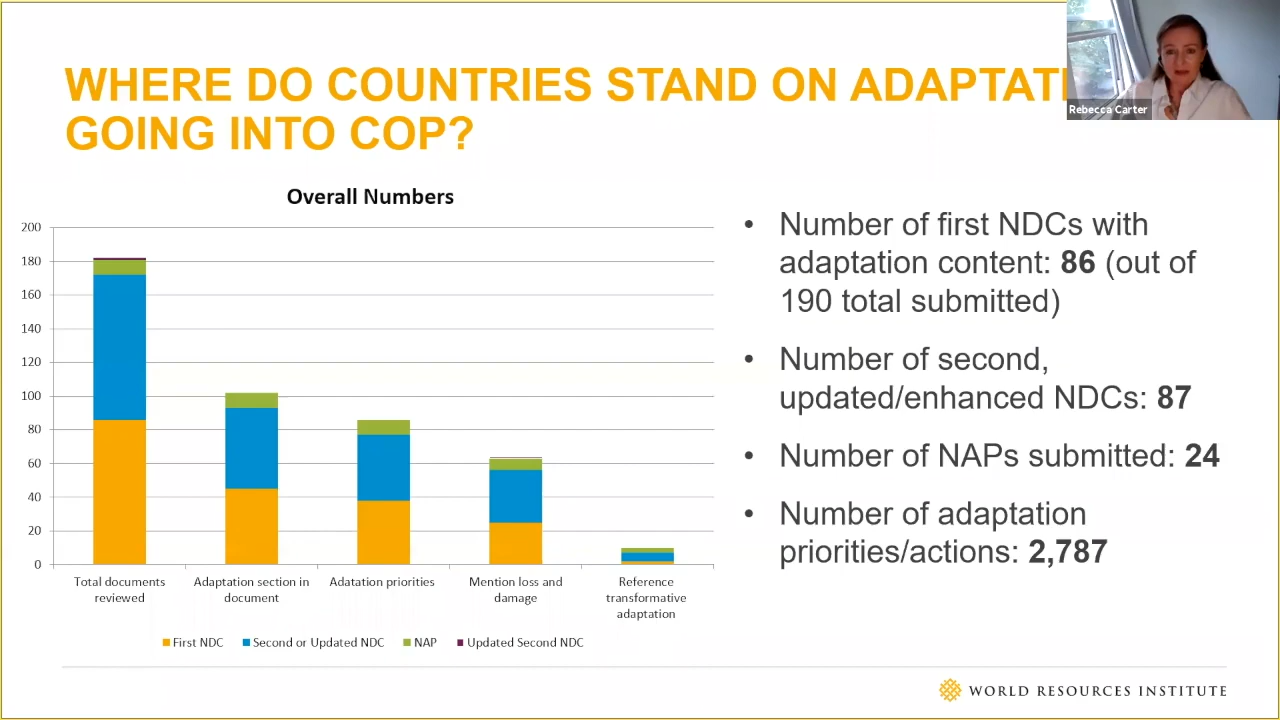 WHERE DO COUNTRIES STAND ON ADAPTATI
GOING INTO COP?
Rebecca Carter
Overall Numbers
200
180
160
140
120
100
80
60
40
20
0
Total documents
reviewed
Adaptation section in
document
Adatation priorities
Mention loss and
damage
Reference
transformative
adaptation
First NDC
Second or Updated NDC
NAP
Updated Second NDC
• Number of first NDCs with
adaptation content: 86 (out of
190 total submitted)
• Number of second,
updated/enhanced NDCs: 87
• Number of NAPs submitted: 24
• Number of adaptation
priorities/actions: 2,787
WORLD RESOURCES INSTITUTE